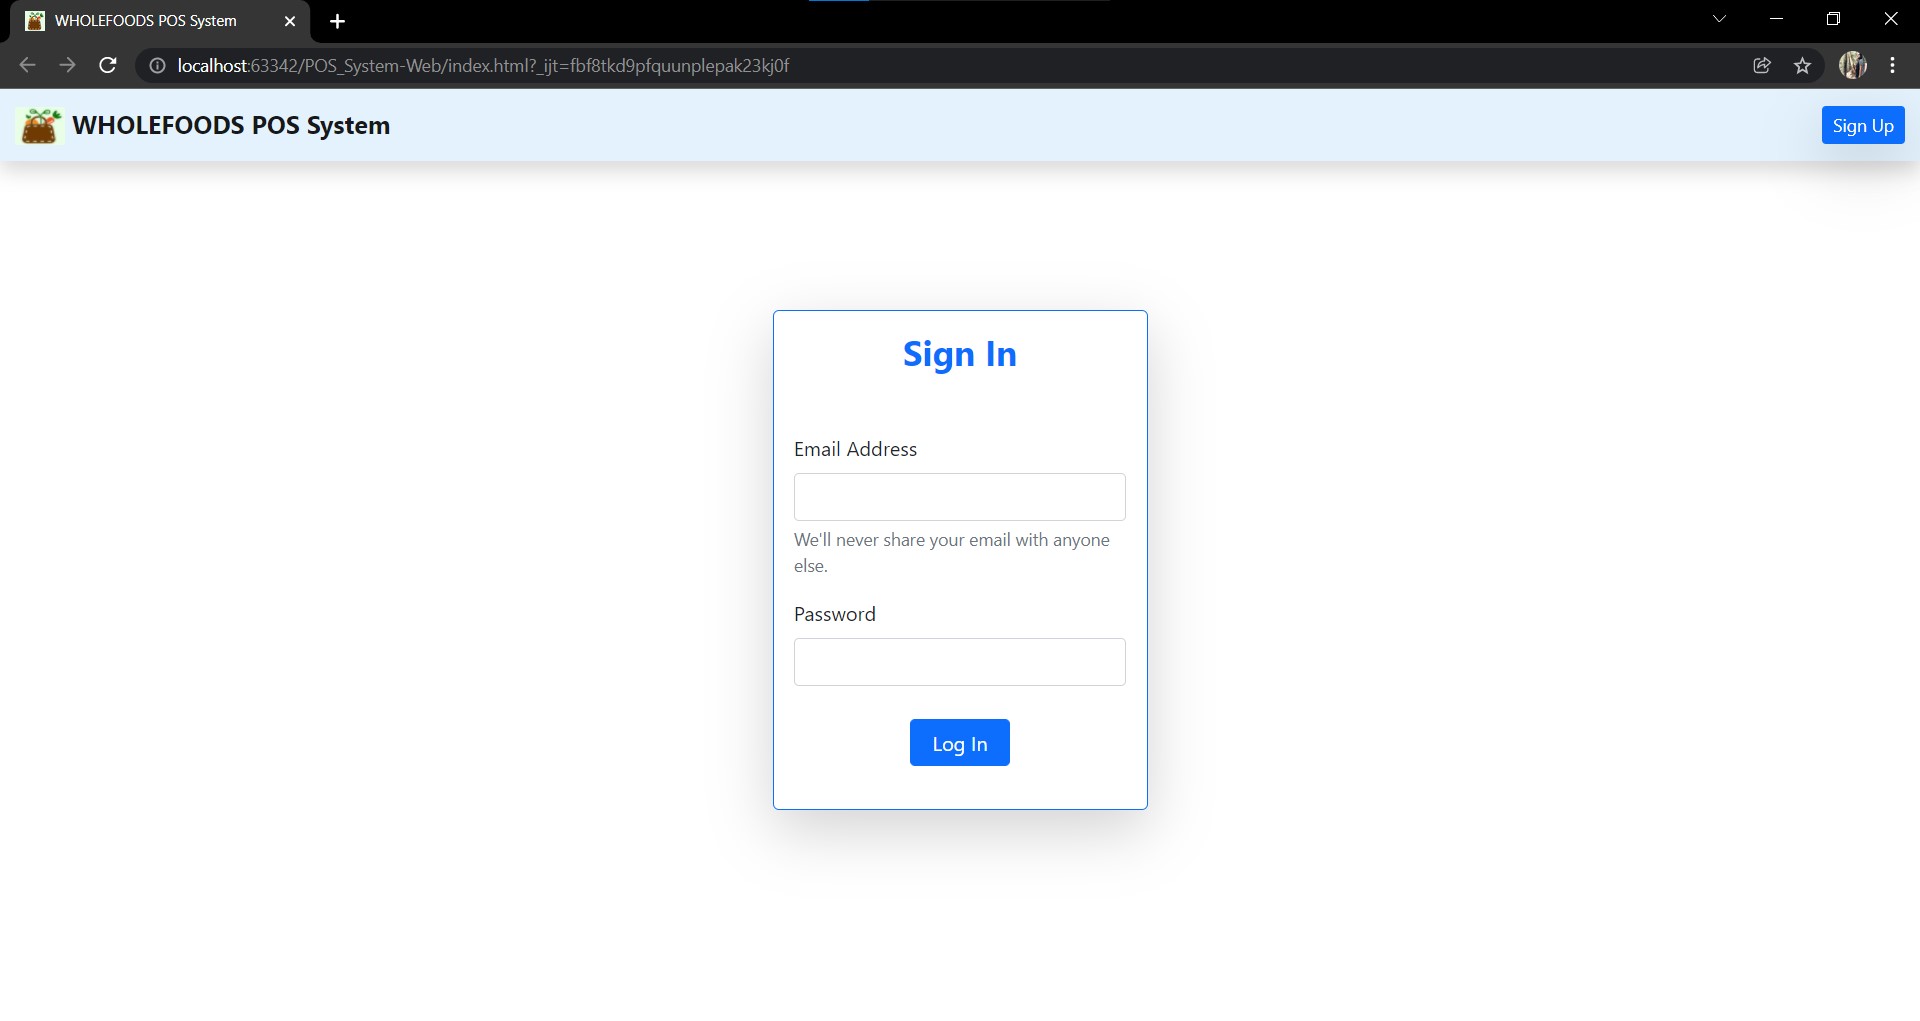 WHOLEFOODS POS System
localhost:63342/POS_System-Web/index.html?_ijt=fbf8tkd9pfquunplepak23kj0f
WHOLEFOODS POS System
Sign Up
Sign In
Email Address
We'll never share your email with anyone
else.
Password
Log In